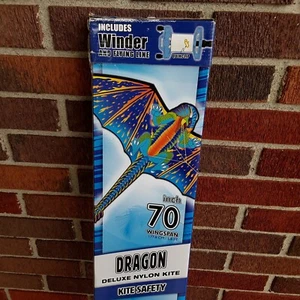 INCLUDES
Winder
AND FLYING LINE
inch
70
WINGSPAN
DRAGON
DELUXE NYLON KITE
KITE SAFETY